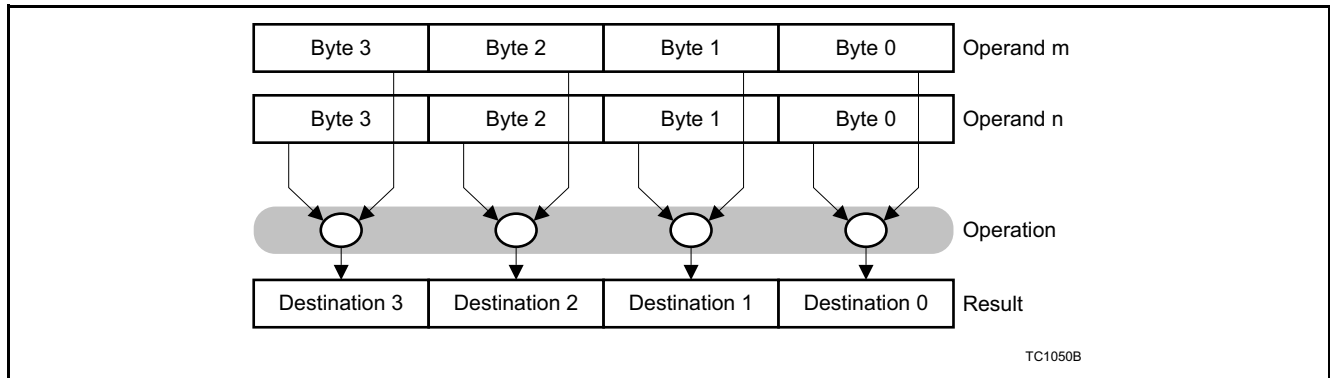 Byte 3 Byte 2 Byte 1 Byte 0 Operand m
Byte 3 Byte 2 Byte 1 Byte 0 Operand n
Operation
Destination 3 Destination 2 Destination 1 Destination 0 Result
TC1050B